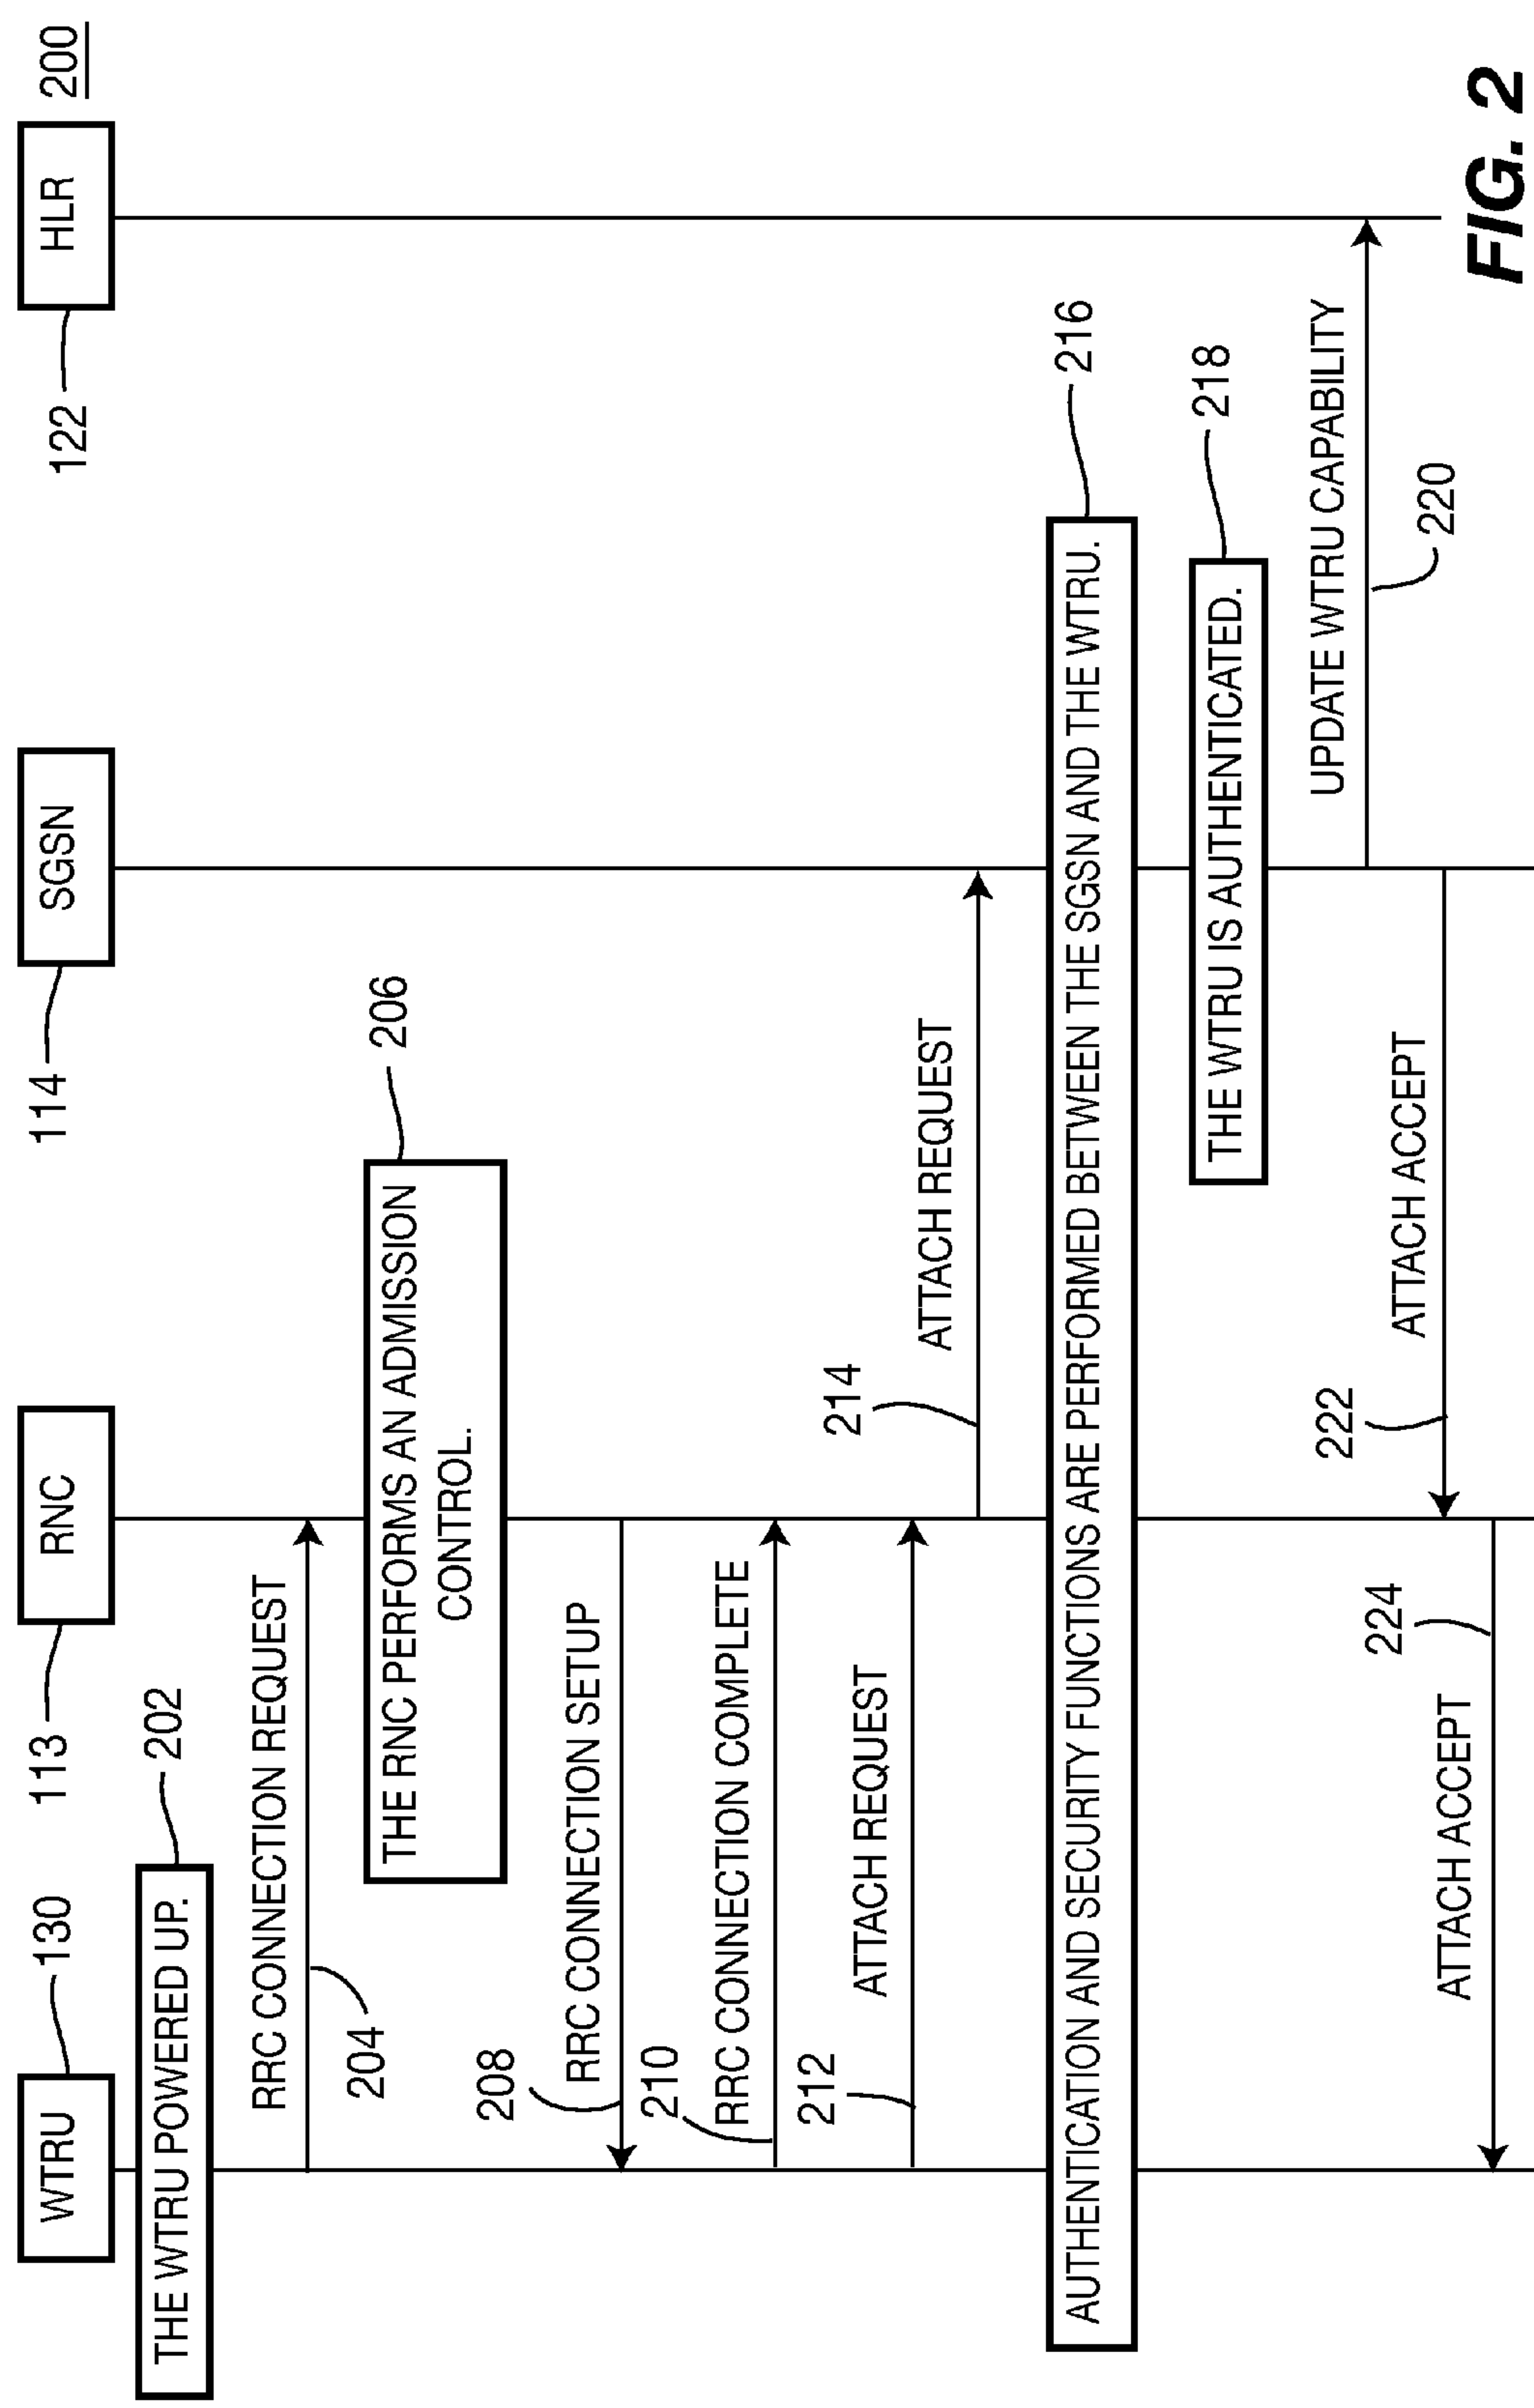 200
WTRU
130
RNC
113
SGSN
114
HLR
122
THE WTRU POWERED UP.
202
RRC CONNECTION REQUEST
204
THE RNC PERFORMS AN ADMISSION
CONTROL.
206
RRC CONNECTION SETUP
208
RRC CONNECTION COMPLETE
210
ATTACH REQUEST
212
ATTACH REQUEST
214
AUTHENTICATION AND SECURITY FUNCTIONS ARE PERFORMED BETWEEN THE SGSN AND THE WTRU.
216
THE WTRU IS AUTHENTICATED.
218
UPDATE WTRU CAPABILITY
220
ATTACH ACCEPT
222
ATTACH ACCEPT
224
FIG. 2